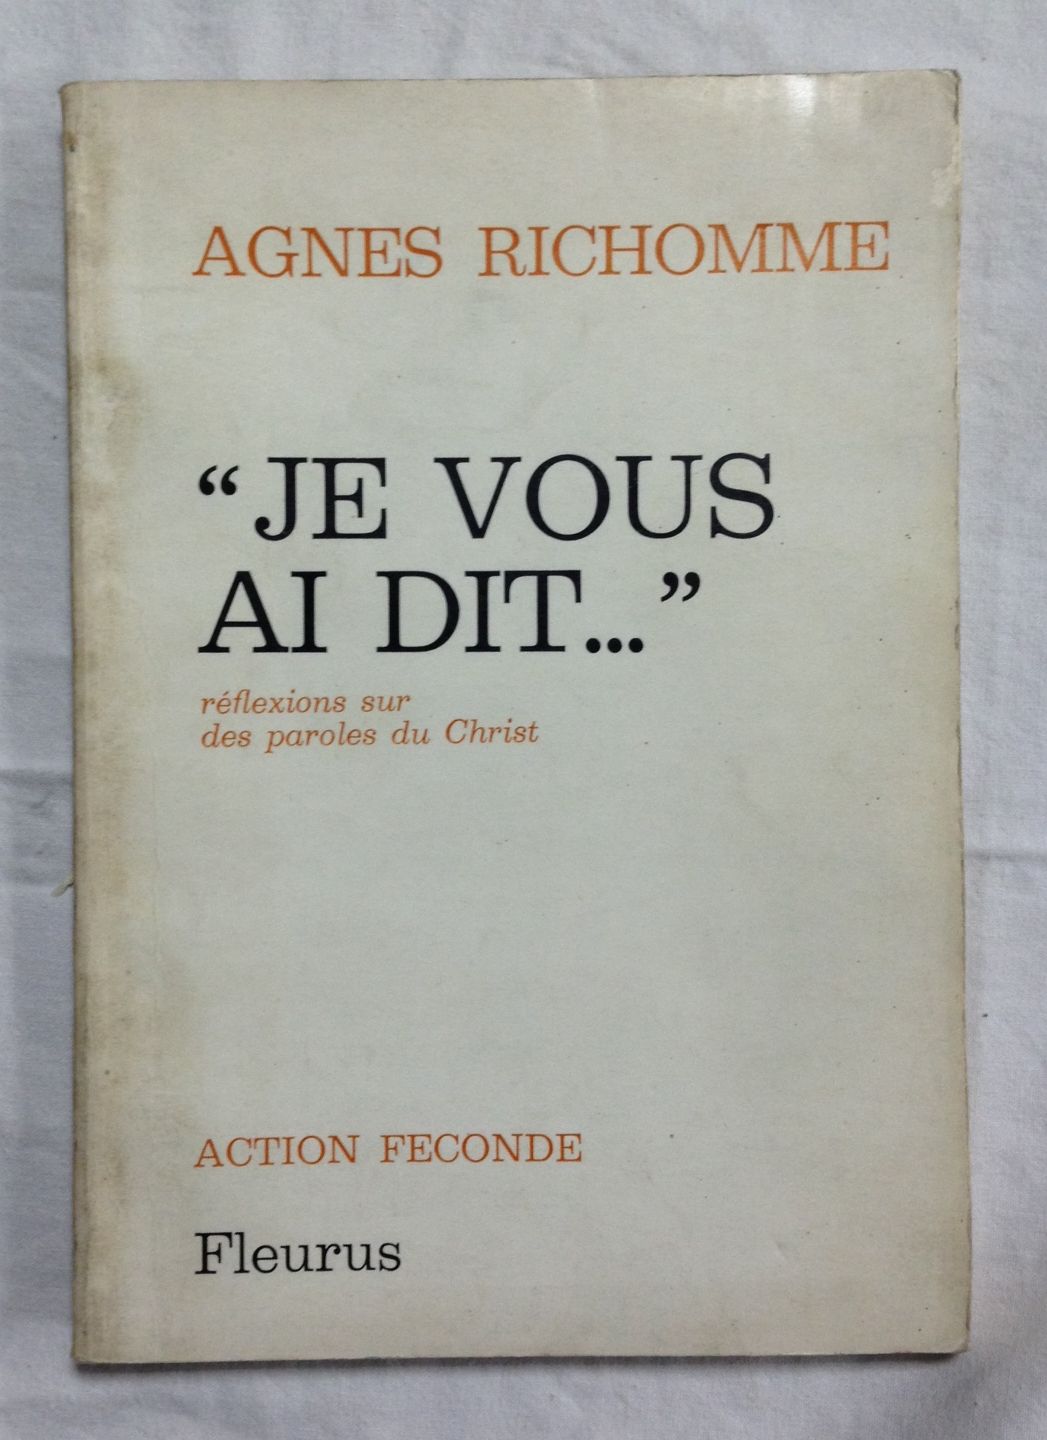 AGNES RICHOMME
“JE VOUS
AI DIT...”
réflexions sur
des paroles du Christ
ACTION FECONDE
Fleurus